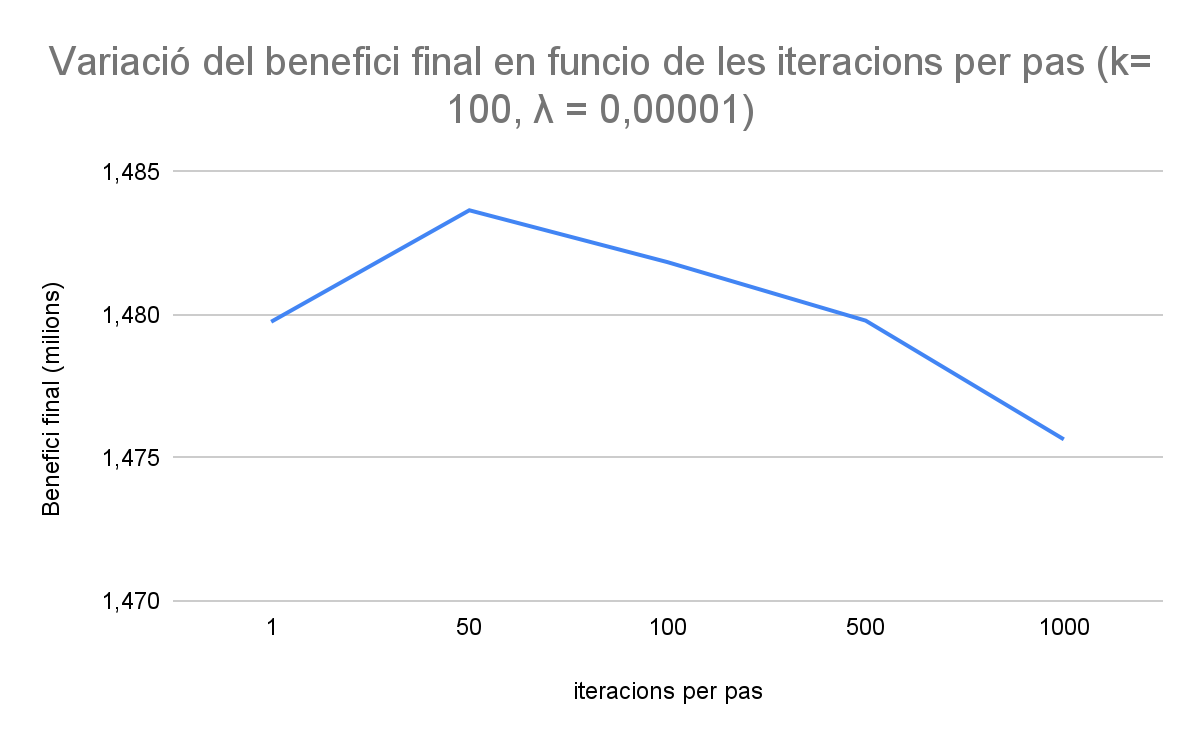 Variació del benefici final en funcio de les iteracions per pas (k=
100, λ = 0,00001)
1,485
1,480
1,475
1,470
Benefici final (milions)
1
50
100
500
1000
iteracions per pas